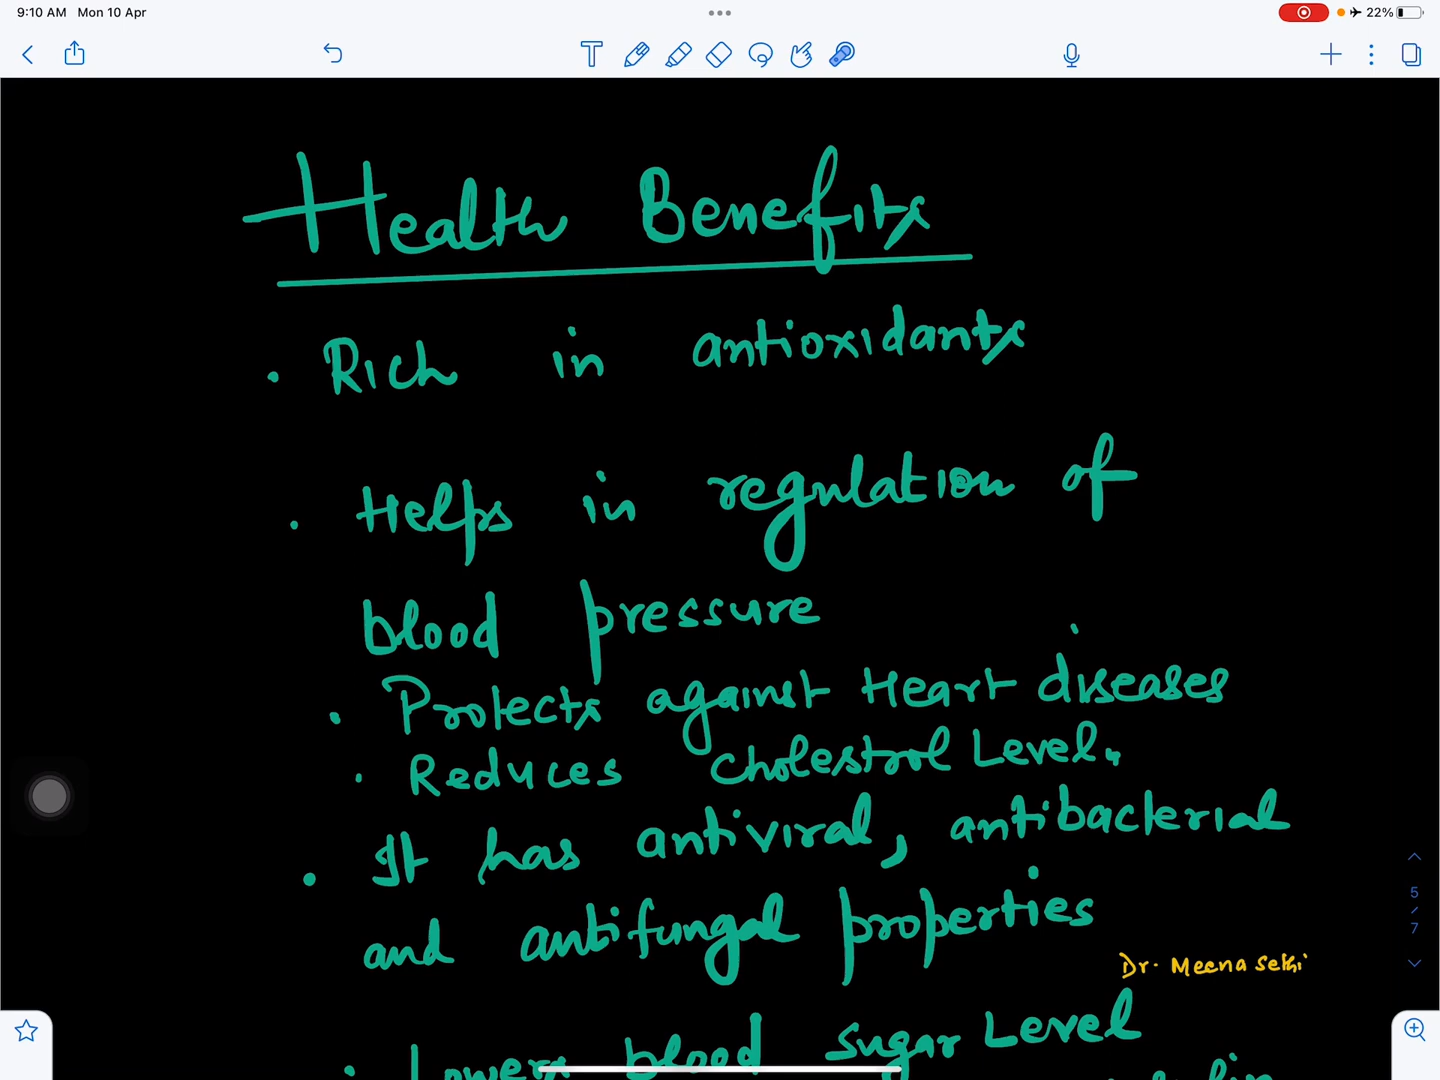 9:10 AM Mon 10 Apr
22%
Health Benefits
• Rich in antioxidants
• Helps in regulation of
blood pressure
• Protects against Heart diseases
• Reduces cholestrol Level.
• It has antiviral, antibacterial
and antifungal properties
Dr. Meena Sethi
• Lowers blood sugar Level
5
7